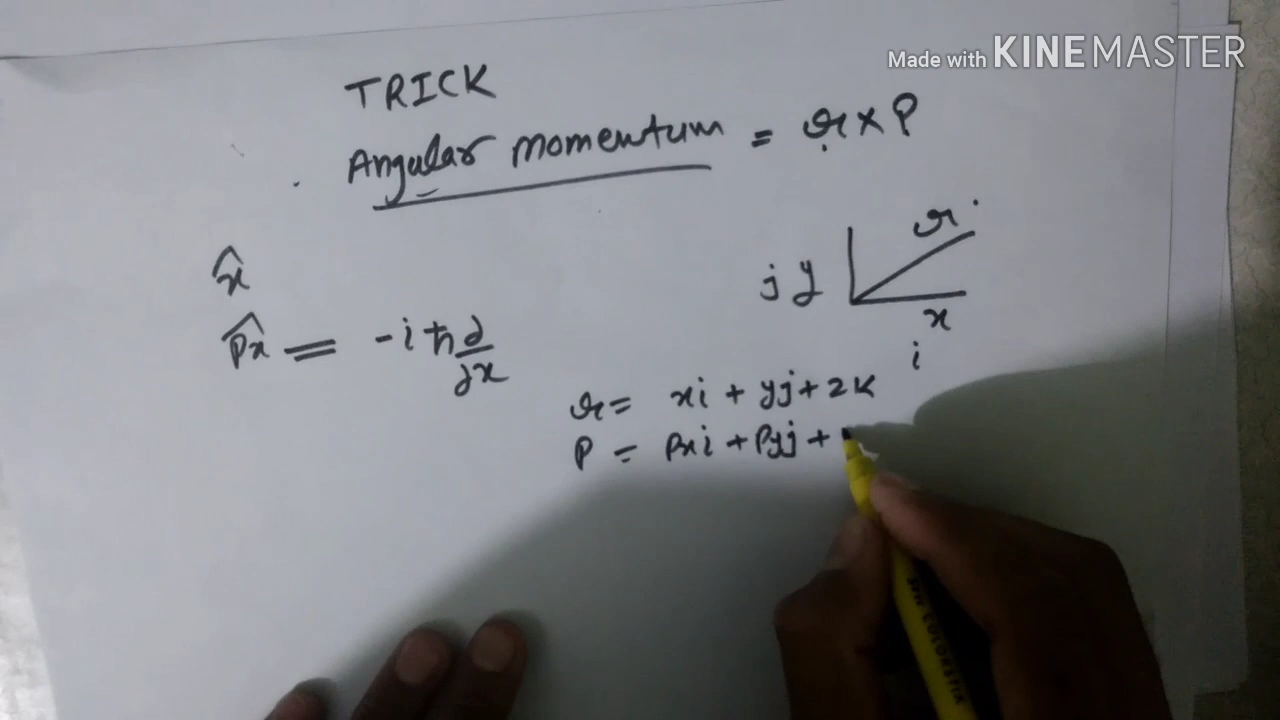 Made with KINEMASTER
TRICK
Angular momentum = r × P
x̂
p̂x = -iħ ∂/∂x
r
j y
x
i
r = xi + yj + zk
P = Pxi + Pyj +